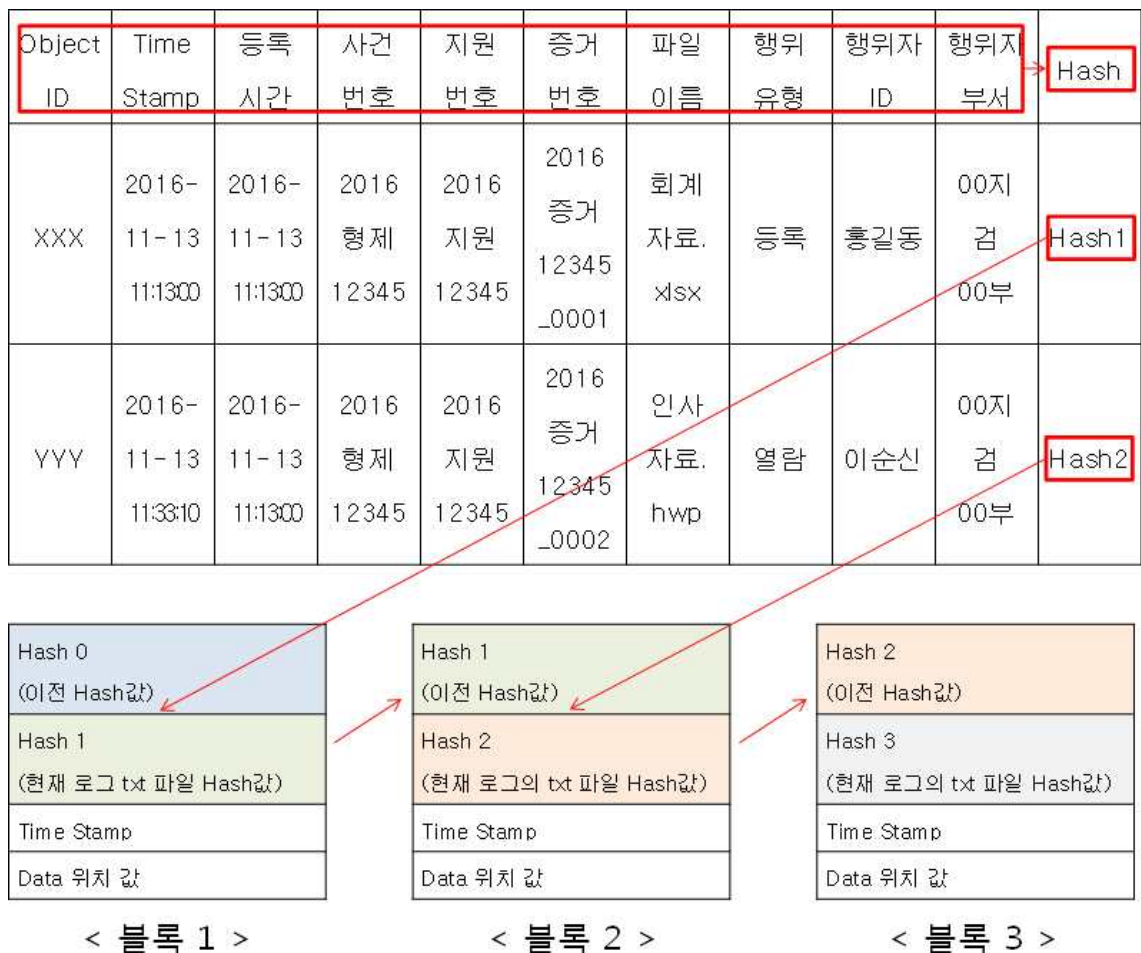 Object ID
Time Stamp
등록 시간
사건 번호
지원 번호
증거 번호
파일 이름
행위 유형
행위자 ID
행위자 부서
Hash
XXX
2016-
11-13
11:13:00
2016-
11-13
11:13:00
2016
형제
12345
2016
지원
12345
2016
증거
12345
_0001
회계
자료.
xlsx
등록
홍길동
00지
검
00부
Hash1
YYY
2016-
11-13
11:33:10
2016-
11-13
11:13:00
2016
형제
12345
2016
지원
12345
2016
증거
12345
_0002
인사
자료.
hwp
열람
이순신
00지
검
00부
Hash2
Hash 0
(이전 Hash값)
Hash 1
(현재 로그 txt 파일 Hash값)
Time Stamp
Data 위치 값
< 블록 1 >
Hash 1
(이전 Hash값)
Hash 2
(현재 로그의 txt 파일 Hash값)
Time Stamp
Data 위치 값
< 블록 2 >
Hash 2
(이전 Hash값)
Hash 3
(현재 로그의 txt 파일 Hash값)
Time Stamp
Data 위치 값
< 블록 3 >